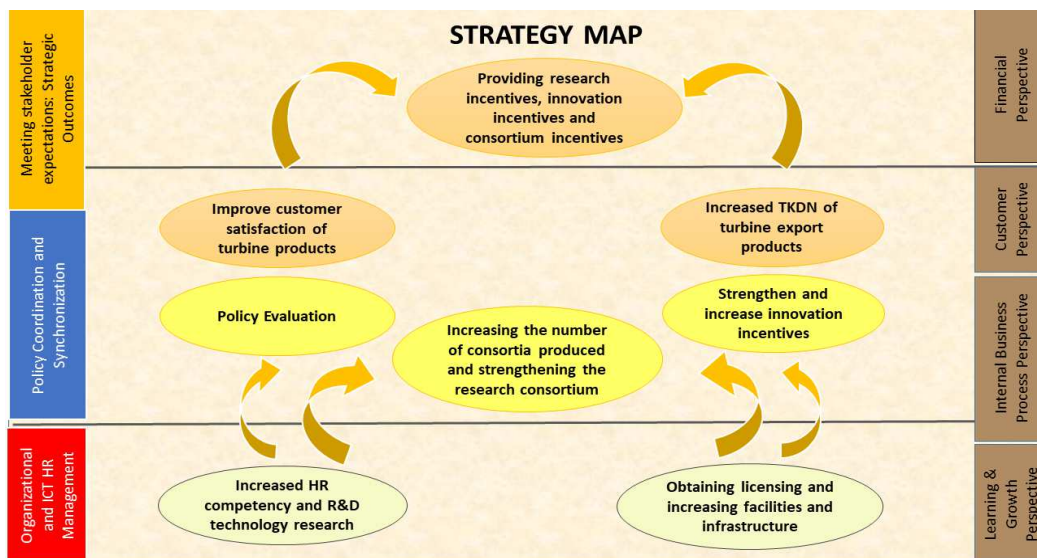 STRATEGY MAP
Meeting stakeholder
expectations: Strategic
Outcomes
Providing research
incentives, innovation
incentives and
consortium incentives
Financial
Perspective
Improve customer
satisfaction of
turbine products
Increased TKDN of
turbine export
products
Customer
Perspective
Policy Coordination and
Synchronization
Policy Evaluation
Increasing the number
of consortia produced
and strengthening the
research consortium
Strengthen and
increase innovation
incentives
Internal Business
Process Perspective
Organizational
and ICT HR
Management
Increased HR
competency and R&D
technology research
Obtaining licensing and
increasing facilities and
infrastructure
Learning &
Growth
Perspective